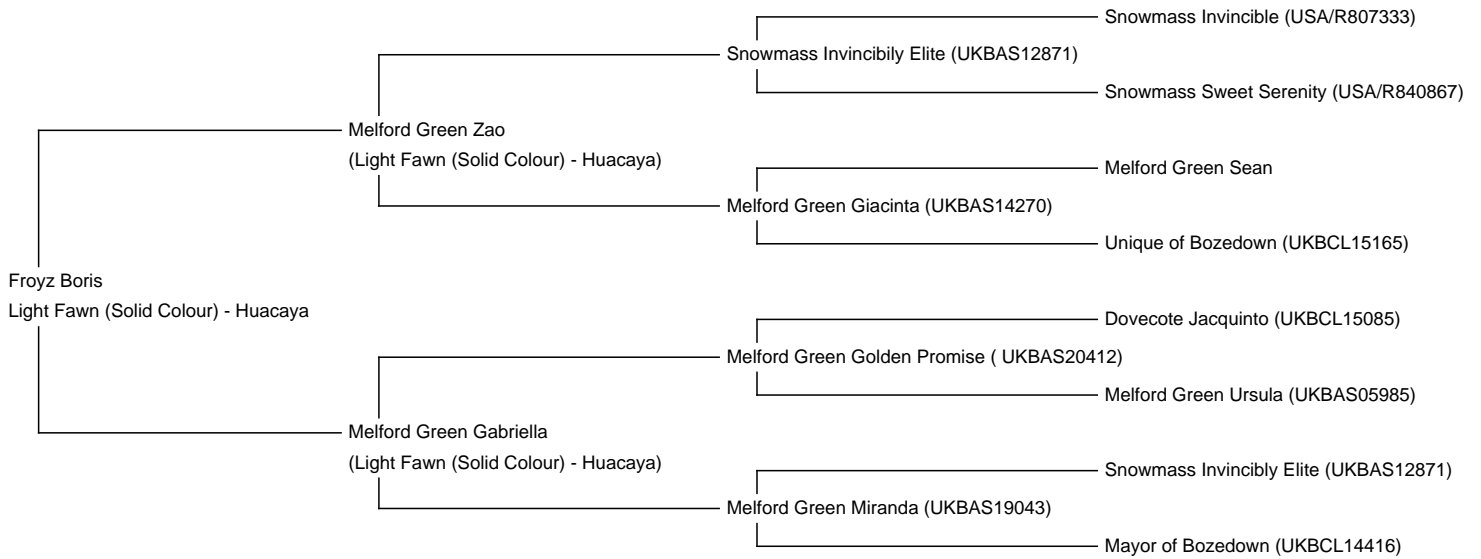 Snowmass Invincible (USA/R807333)
Snowmass Invincibily Elite (UKBAS12871)
Snowmass Sweet Serenity (USA/R840867)
Melford Green Zao
(Light Fawn (Solid Colour) - Huacaya)
Melford Green Sean
Melford Green Giacinta (UKBAS14270)
Unique of Bozedown (UKBCL15165)
Froyz Boris
Light Fawn (Solid Colour) - Huacaya
Dovecote Jacquinto (UKBCL15085)
Melford Green Golden Promise ( UKBAS20412)
Melford Green Ursula (UKBAS05985)
Melford Green Gabriella
(Light Fawn (Solid Colour) - Huacaya)
Snowmass Invincibly Elite (UKBAS12871)
Melford Green Miranda (UKBAS19043)
Mayor of Bozedown (UKBCL14416)